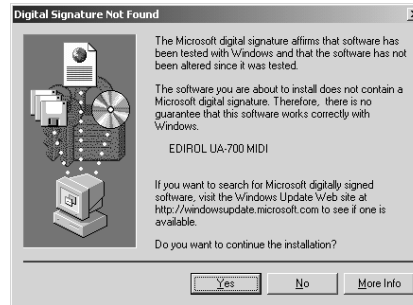 Digital Signature Not Found
The Microsoft digital signature affirms that software has
been tested with Windows and that the software has not
been altered since it was tested.
The software you are about to install does not contain a
Microsoft digital signature. Therefore, there is no
guarantee that this software works correctly with
Windows.
EDIROL UA-700 MIDI
If you want to search for Microsoft digitally signed
software, visit the Windows Update Web site at
http://windowsupdate.microsoft.com to see if one is
available.
Do you want to continue the installation?
Yes No More Info